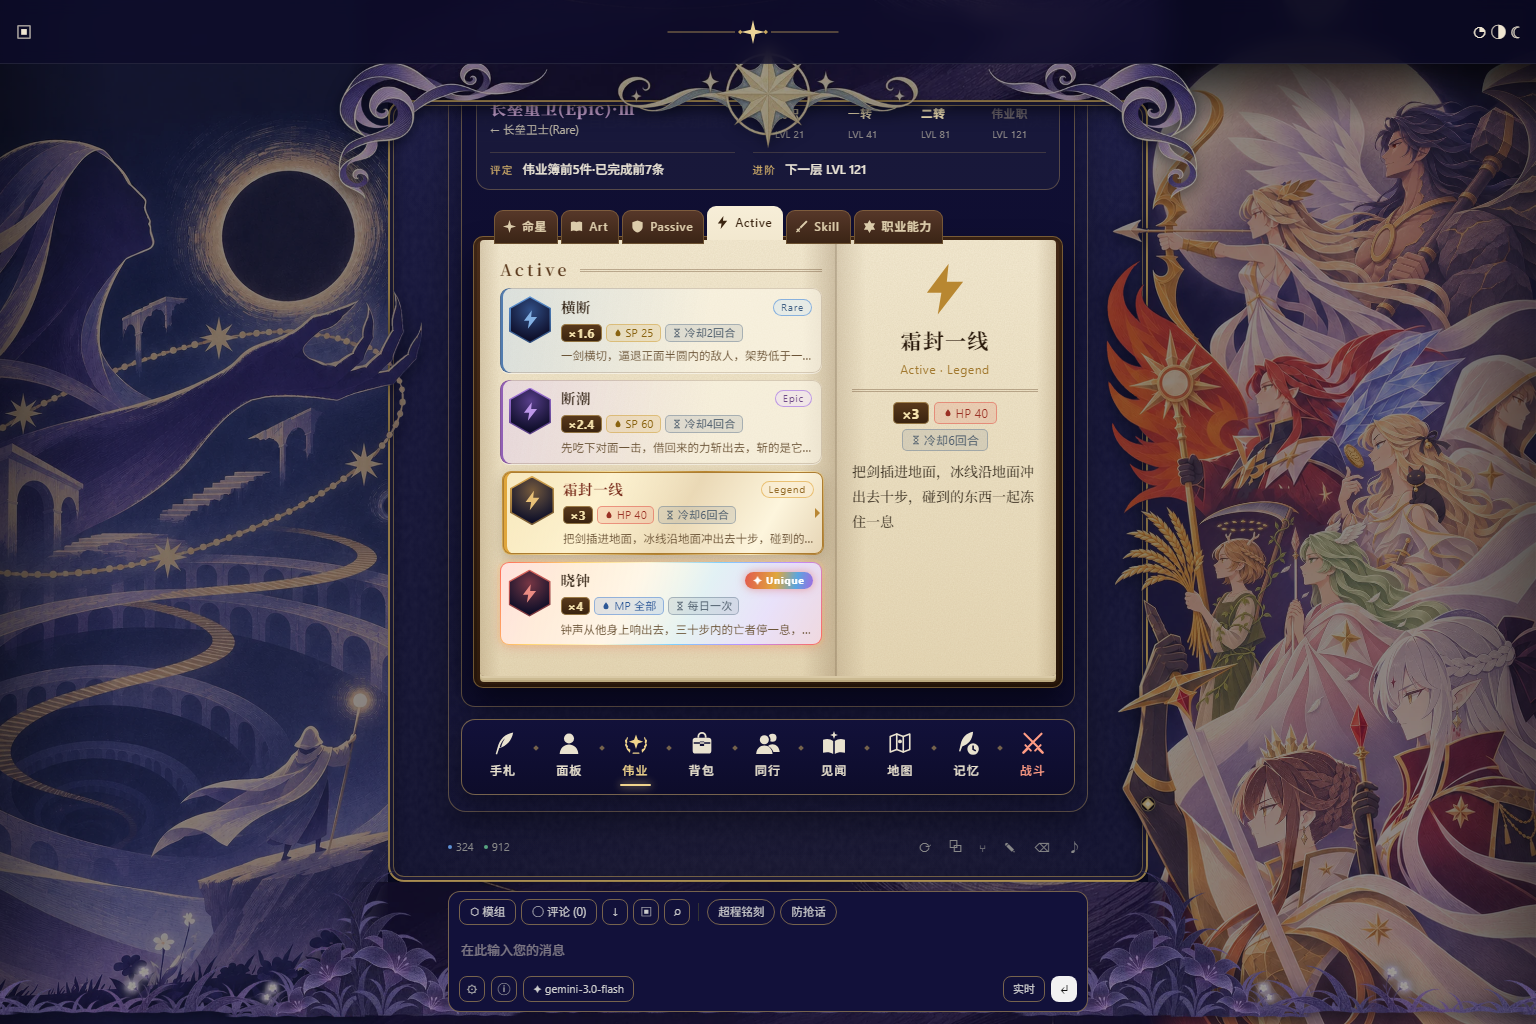 长垒重卫(Epic)·III
← 长垒卫士(Rare)
一转 二转 伟业职
LVL 21 LVL 41 LVL 81 LVL 121
评定 伟业簿前5件·已完成前7条
进阶 下一层 LVL 121
命星 Art Passive Active Skill 职业能力
Active
横断 Rare
×1.6 SP 25 冷却2回合
一剑横切，逼退正面半圆内的敌人，架势低于一...
断潮 Epic
×2.4 SP 60 冷却4回合
先吃下对面一击，借回来的力斩出去，斩的是它...
霜封一线 Legend
×3 HP 40 冷却6回合
把剑插进地面，冰线沿地面冲出去十步，碰到的...
晓钟 Unique
×4 MP 全部 每日一次
钟声从他身上响出去，三十步内的亡者停一息，...
霜封一线
Active · Legend
×3 HP 40
冷却6回合
把剑插进地面，冰线沿地面冲
出去十步，碰到的东西一起冻
住一息
手札 面板 伟业 背包 同行 见闻 地图 记忆 战斗
324 912
模组 评论 (0) 超程铭刻 防抢话
在此输入您的消息
gemini-3.0-flash 实时